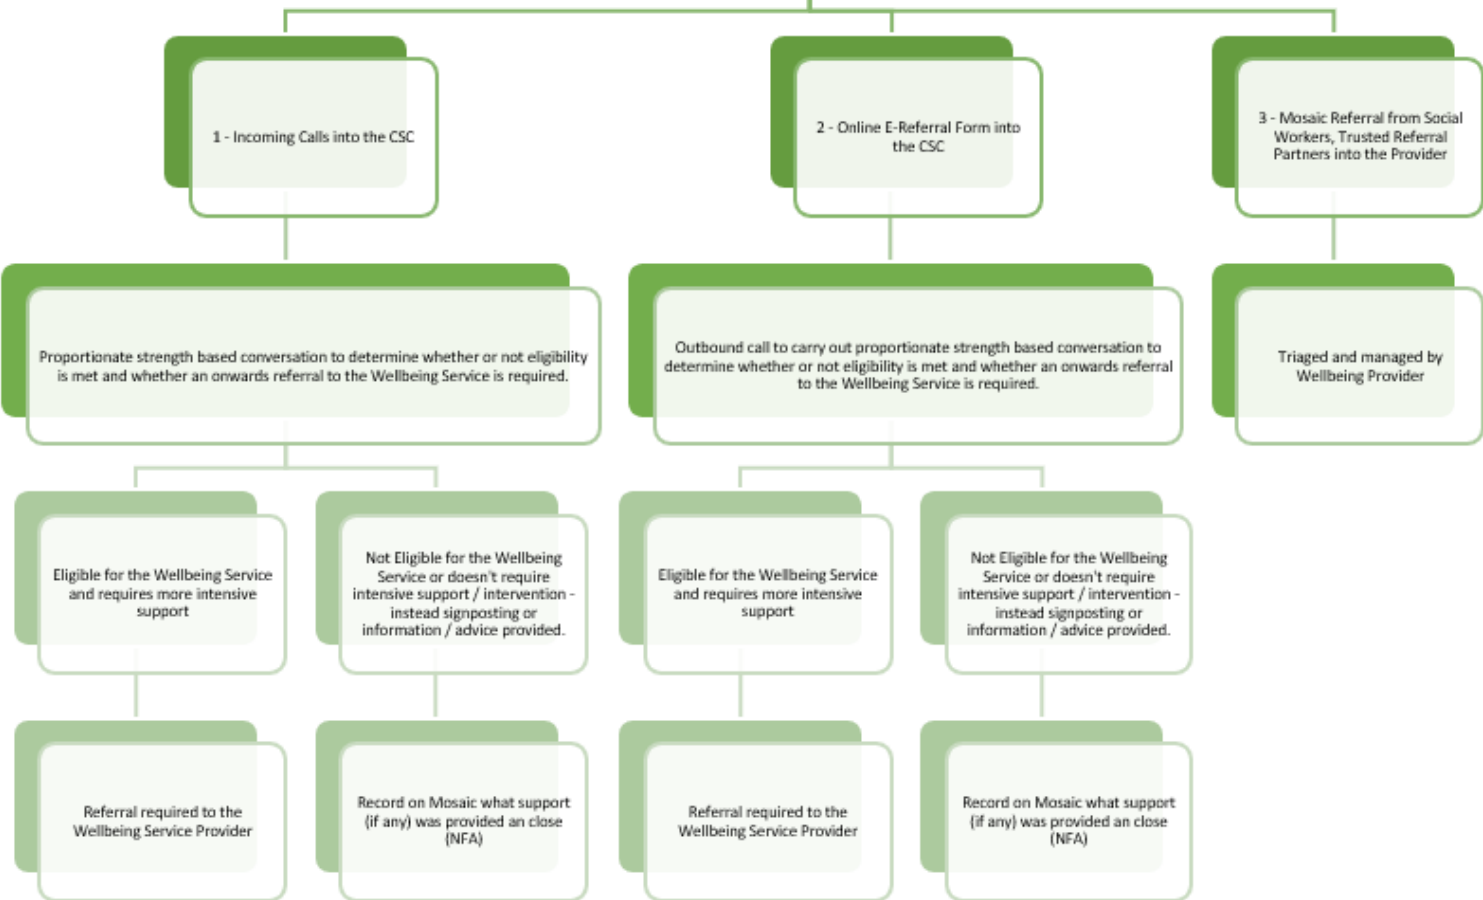 1 - Incoming Calls into the CSC
2 - Online E-Referral Form into
the CSC
3 - Mosaic Referral from Social
Workers, Trusted Referral
Partners into the Provider
Proportionate strength based conversation to determine whether or not eligibility
is met and whether an onwards referral to the Wellbeing Service is required.
Outbound call to carry out proportionate strength based conversation to
determine whether or not eligibility is met and whether an onwards referral
to the Wellbeing Service is required.
Triaged and managed by
Wellbeing Provider
Eligible for the Wellbeing Service
and requires more intensive
support
Not Eligible for the Wellbeing
Service or doesn't require
intensive support / intervention -
instead signposting or
information / advice provided.
Eligible for the Wellbeing Service
and requires more intensive
support
Not Eligible for the Wellbeing
Service or doesn't require
intensive support / intervention -
instead signposting or
information / advice provided.
Referral required to the
Wellbeing Service Provider
Record on Mosaic what support
(if any) was provided an close
(NFA)
Referral required to the
Wellbeing Service Provider
Record on Mosaic what support
(if any) was provided an close
(NFA)